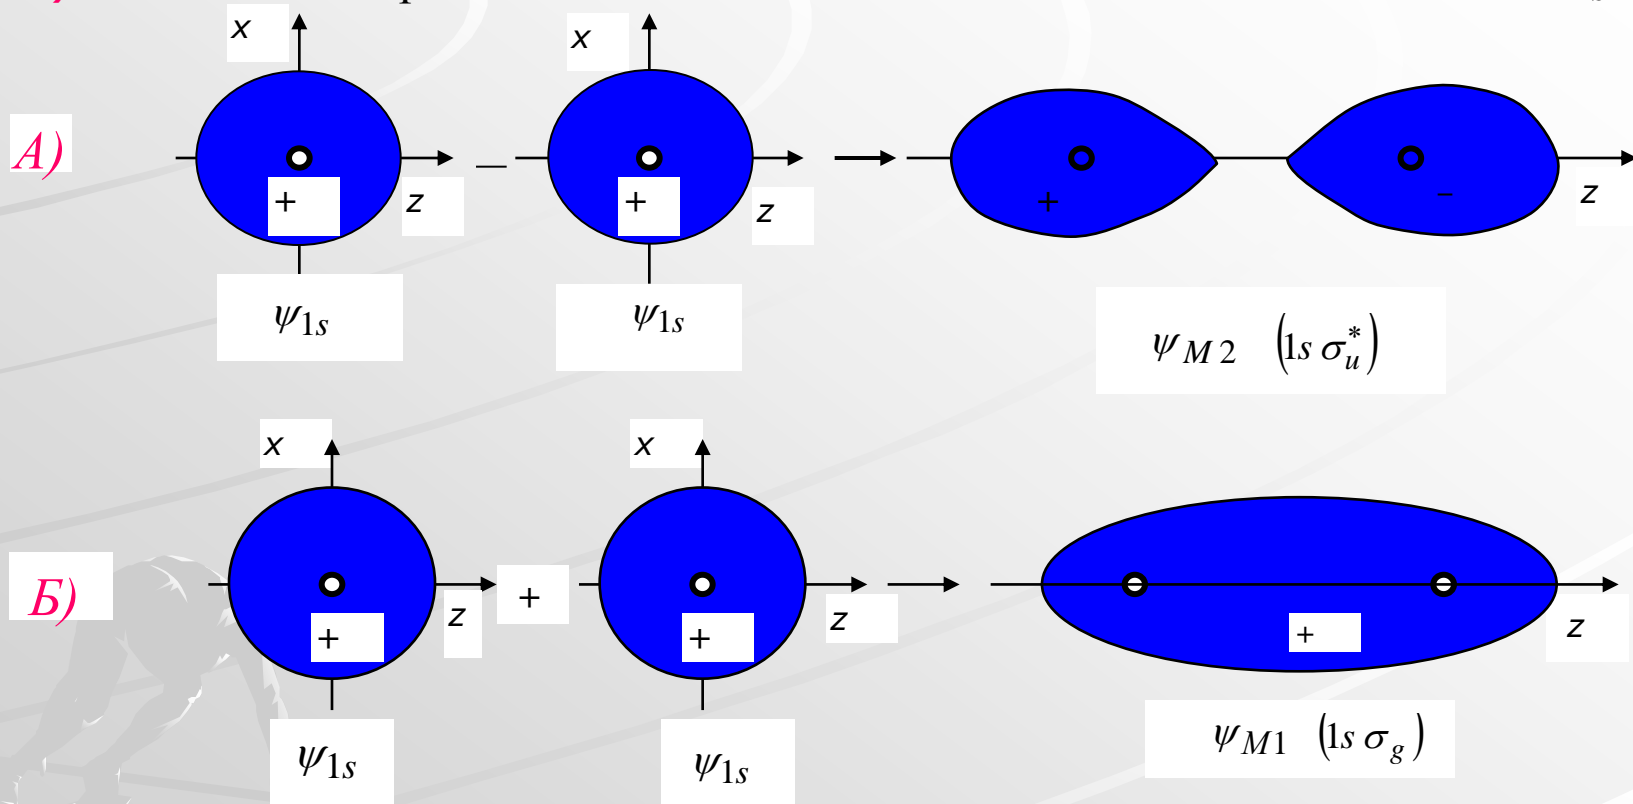 x x
А) + z – + z + – z
ψ1s ψ1s ψM2 (1s σu*)
x x
Б) + z + + z + z
ψ1s ψ1s ψM1 (1s σg)